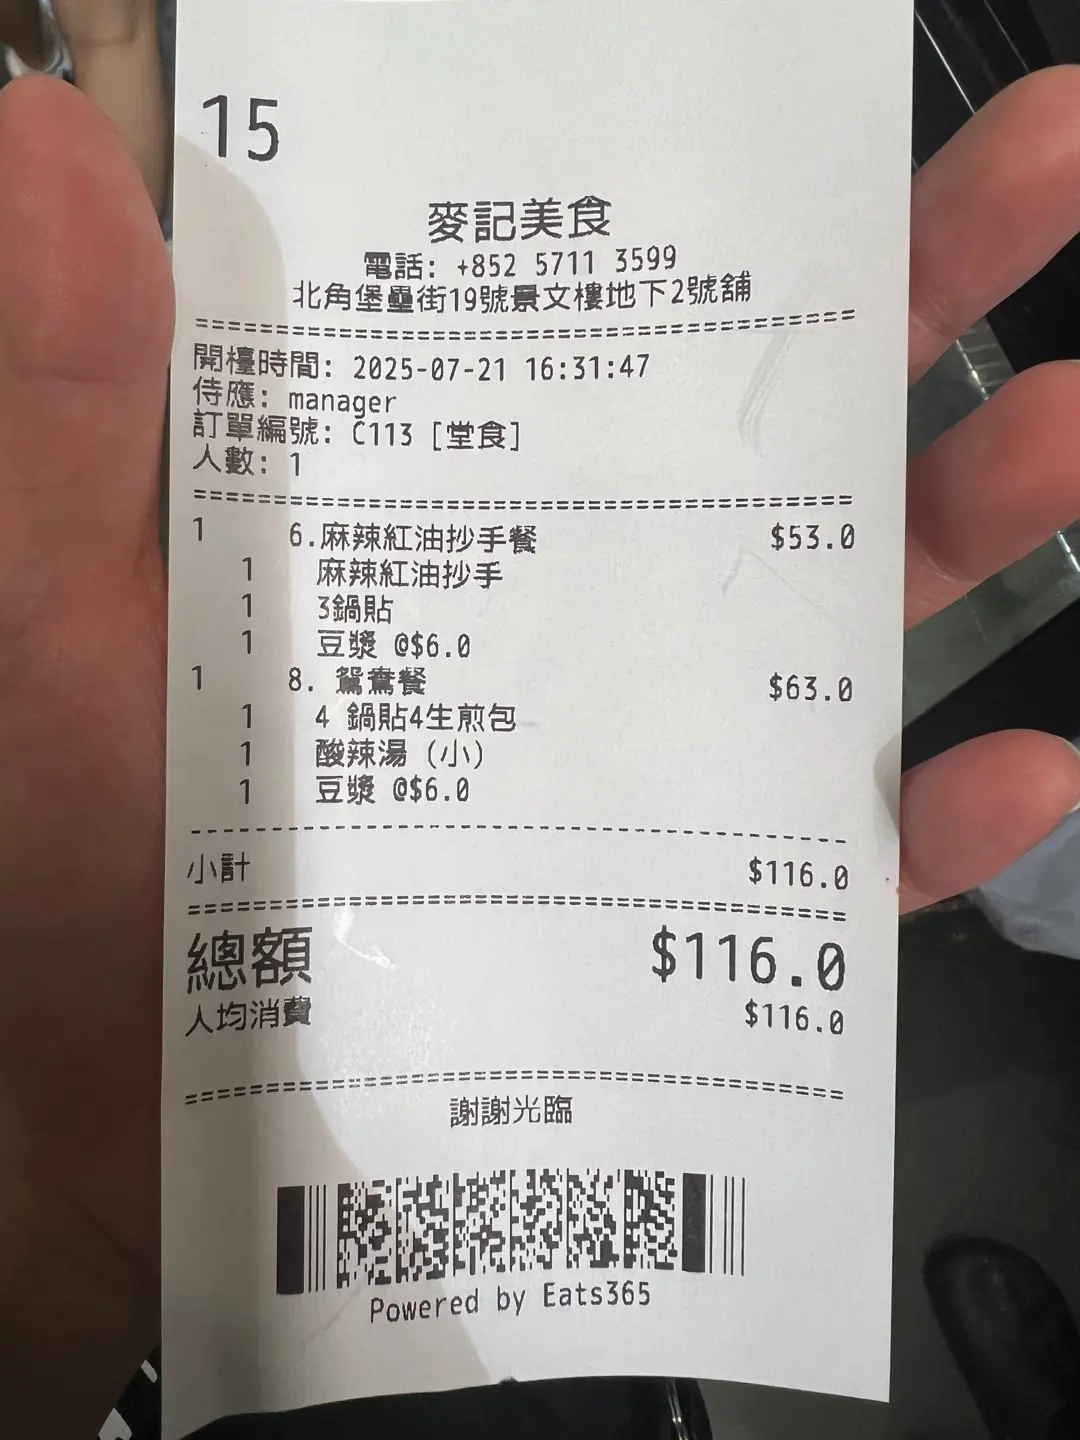 15
麥記美食
電話: +852 5711 3599
北角堡壘街19號景文樓地下2號舖
開檯時間: 2025-07-21 16:31:47
侍應: manager
訂單編號: C113 [堂食]
人數: 1
1 6.麻辣紅油抄手餐 $53.0
1 麻辣紅油抄手
1 3鍋貼
1 豆漿 @$6.0
1 8. 鴛鴦餐 $63.0
1 4 鍋貼4生煎包
1 酸辣湯 (小)
1 豆漿 @$6.0
小計 $116.0
總額 $116.0
人均消費 $116.0
謝謝光臨
Powered by Eats365